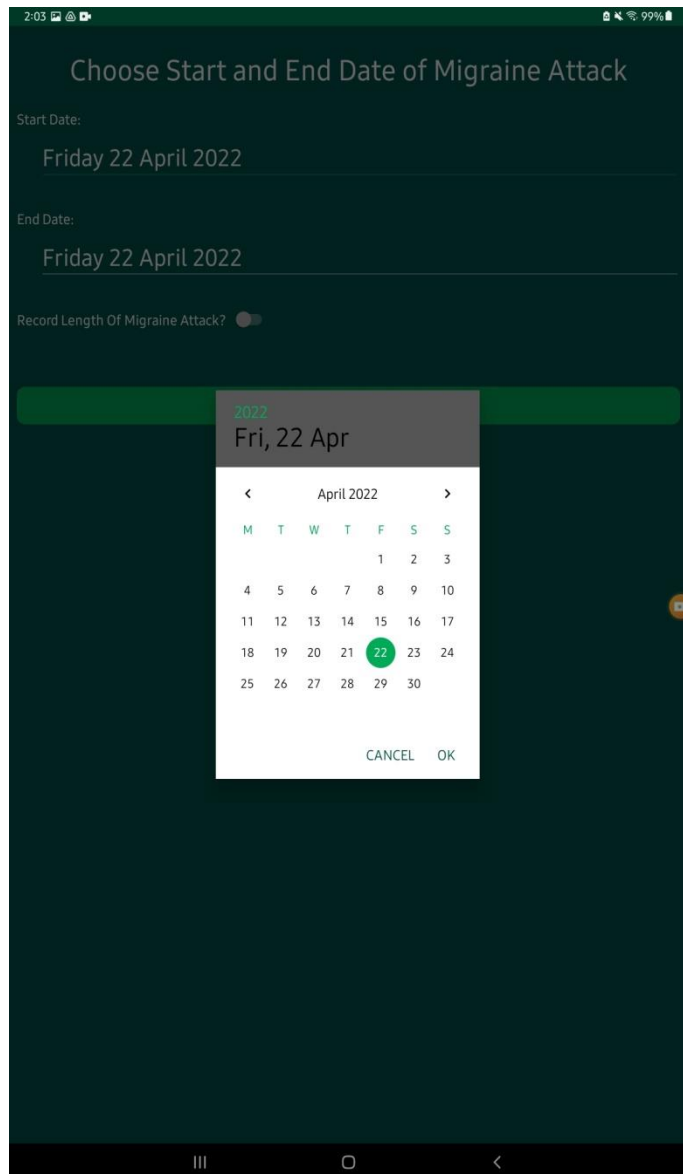 2:03
99%
Choose Start and End Date of Migraine Attack
Start Date:
Friday 22 April 2022
End Date:
Friday 22 April 2022
Record Length Of Migraine Attack?
2022
Fri, 22 Apr
April 2022
M T W T F S S
1 2 3
4 5 6 7 8 9 10
11 12 13 14 15 16 17
18 19 20 21 22 23 24
25 26 27 28 29 30
CANCEL OK